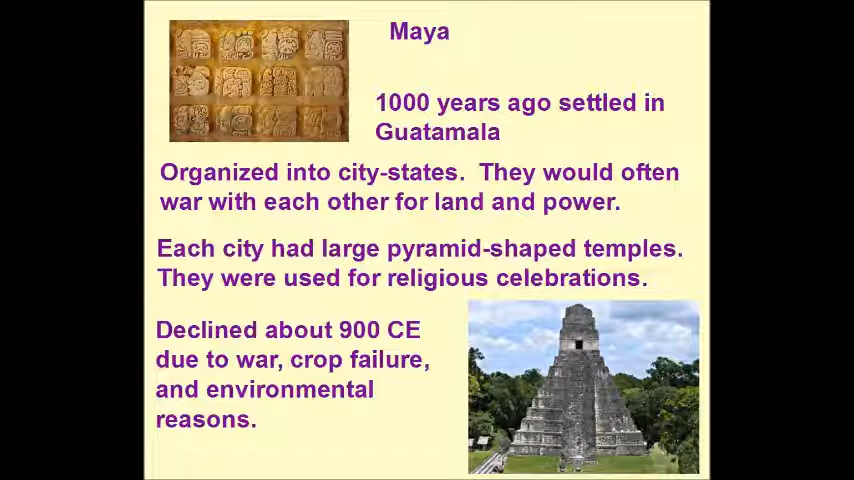 Maya
1000 years ago settled in
Guatamala
Organized into city-states.  They would often
war with each other for land and power.
Each city had large pyramid-shaped temples.
They were used for religious celebrations.
Declined about 900 CE
due to war, crop failure,
and environmental
reasons.